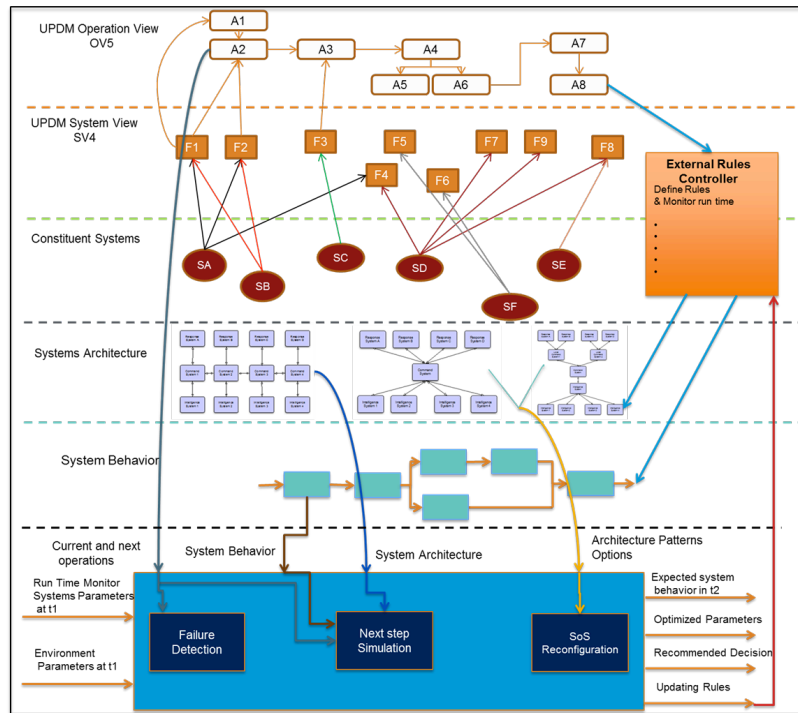 UPDM Operation View
OV5
A1
A2
A3
A4
A5
A6
A7
A8
UPDM System View
SV4
F1
F2
F3
F4
F5
F6
F7
F9
F8
External Rules
Controller
Define Rules
& Monitor run time
Constituent Systems
SA
SB
SC
SD
SE
SF
Systems Architecture
System Behavior
Current and next
operations
System Behavior
System Architecture
Architecture Patterns
Options
Run Time Monitor
Systems Parameters
at t1
Environment
Parameters at t1
Failure
Detection
Next step
Simulation
SoS
Reconfiguration
Expected system
behavior in t2
Optimized Parameters
Recommended Decision
Updating Rules